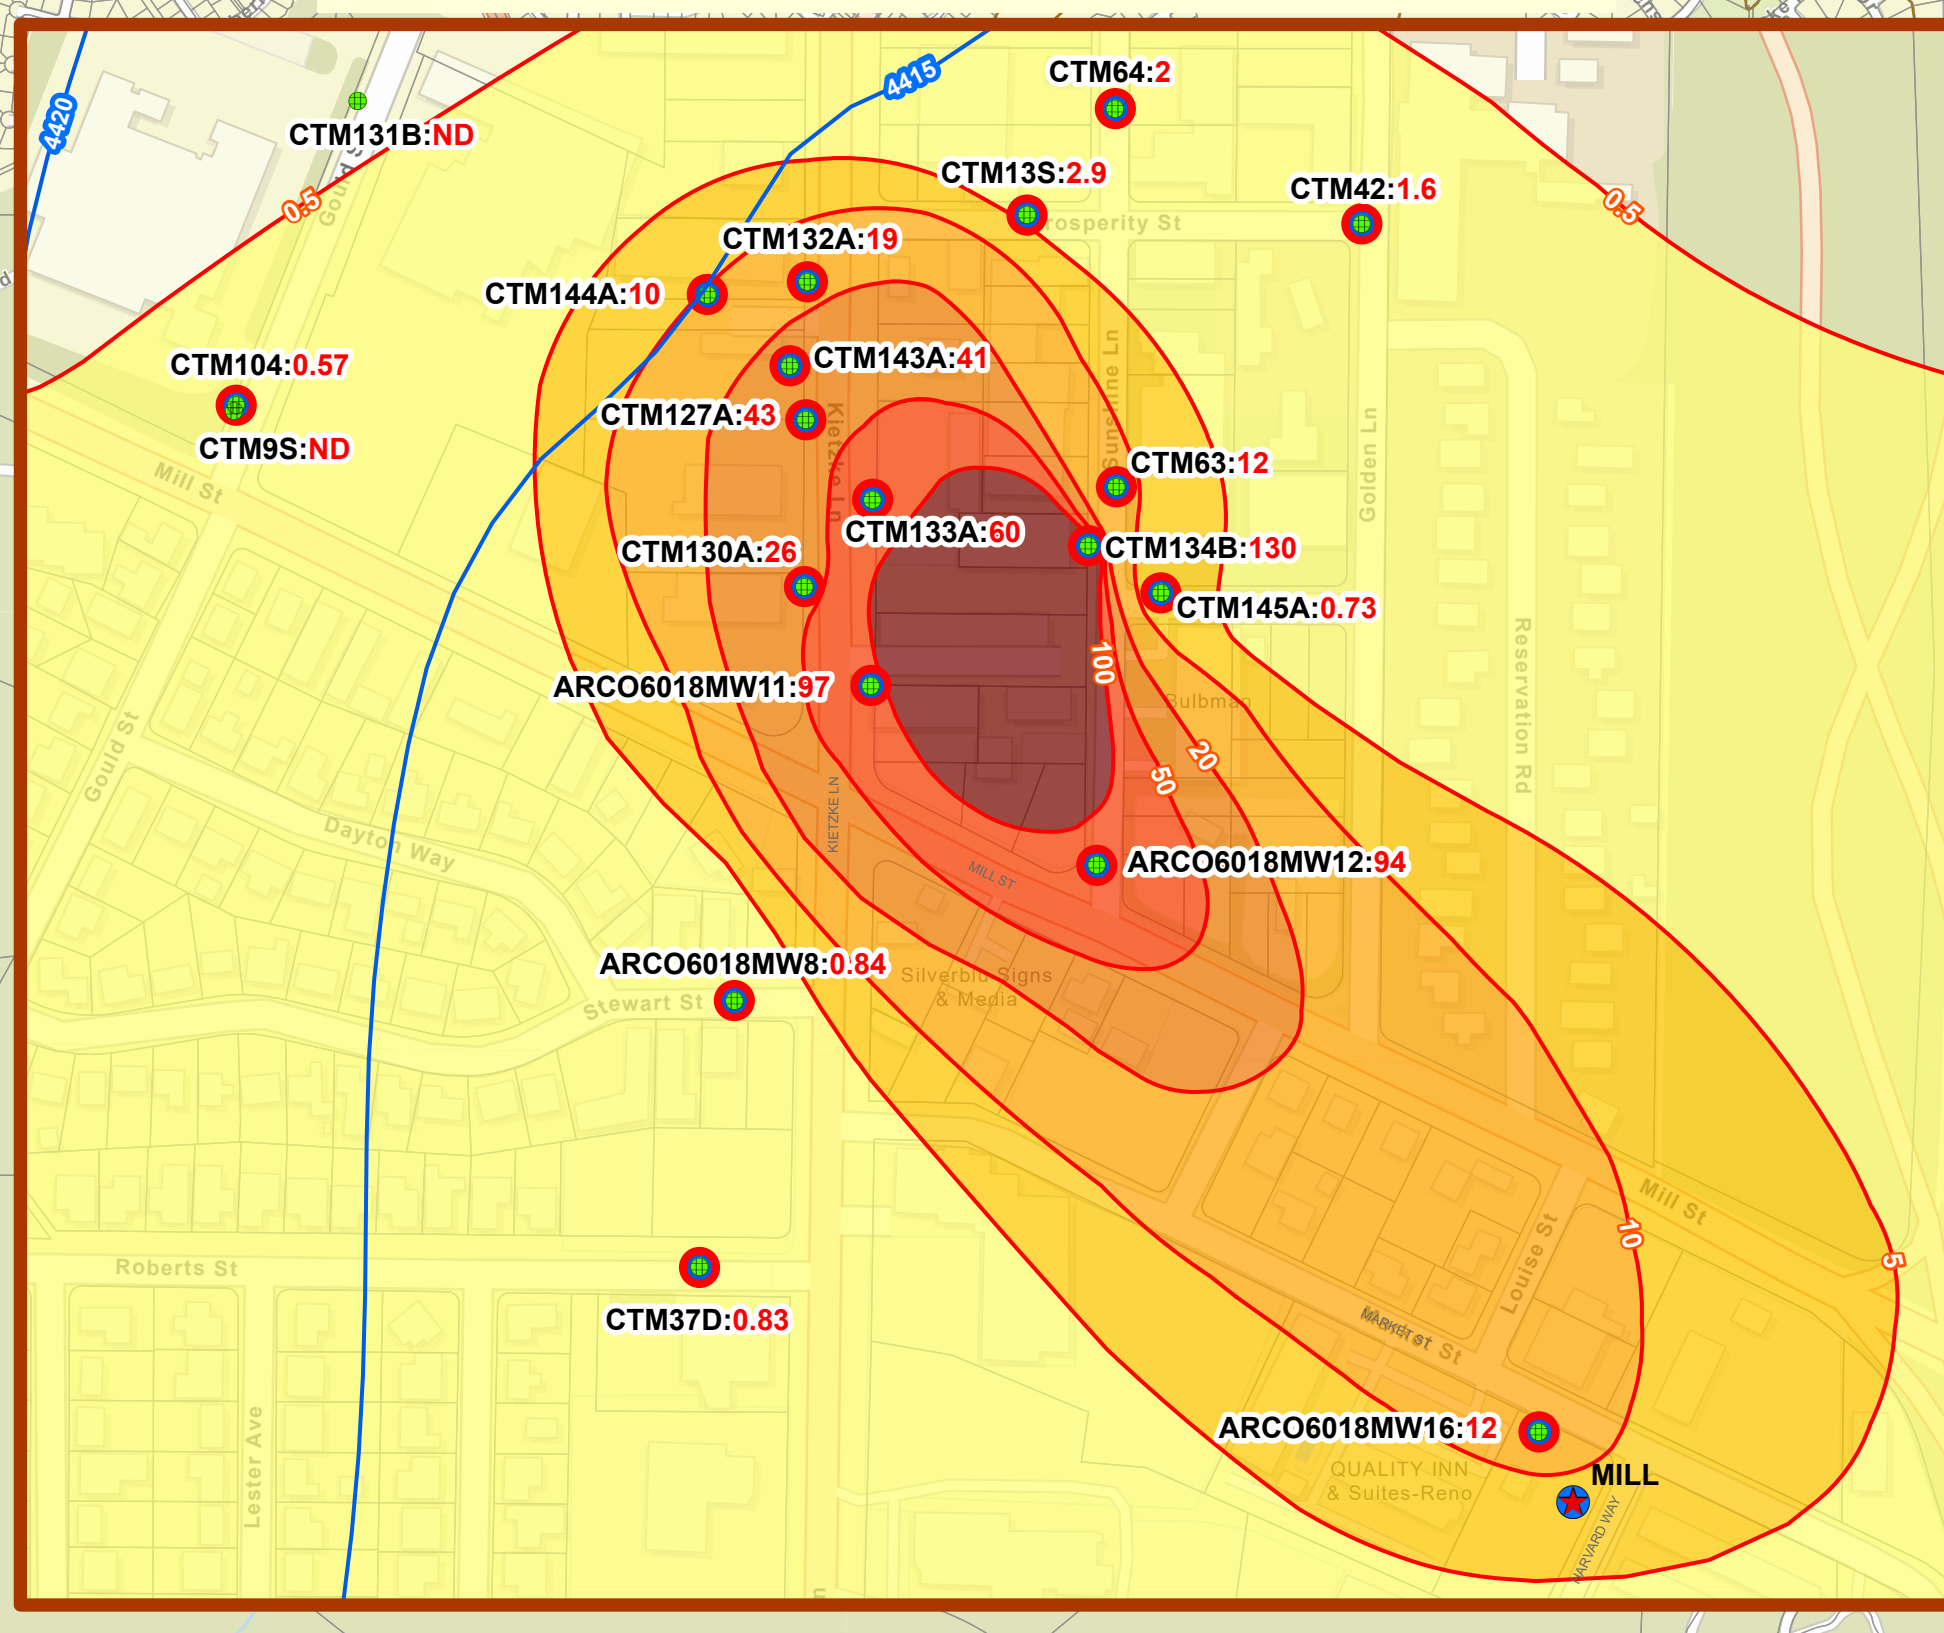 4415
CTM64:2
4420
CTM131B:ND
Gould S
CTM13S:2.9
CTM42:1.6
0.5
0.5
rosperity St
CTM132A:19
CTM144A:10
CTM104:0.57
CTM143A:41
CTM127A:43
Kietzke Ln
Sunshine Ln
Golden Ln
CTM9S:ND
Mill St
CTM63:12
CTM133A:60
CTM134B:130
CTM130A:26
CTM145A:0.73
100
ARCO6018MW11:97
Bulbman
Reservation Rd
Gould St
20
50
KIETZKE LN
Dayton Way
MILL ST
ARCO6018MW12:94
ARCO6018MW8:0.84
Silverblu Signs
& Media
Stewart St
Mill St
10
5
Roberts St
Louise St
CTM37D:0.83
MARKET ST
Market St
ARCO6018MW16:12
Lester Ave
QUALITY INN
& Suites-Reno
MILL
HARVARD WAY
n